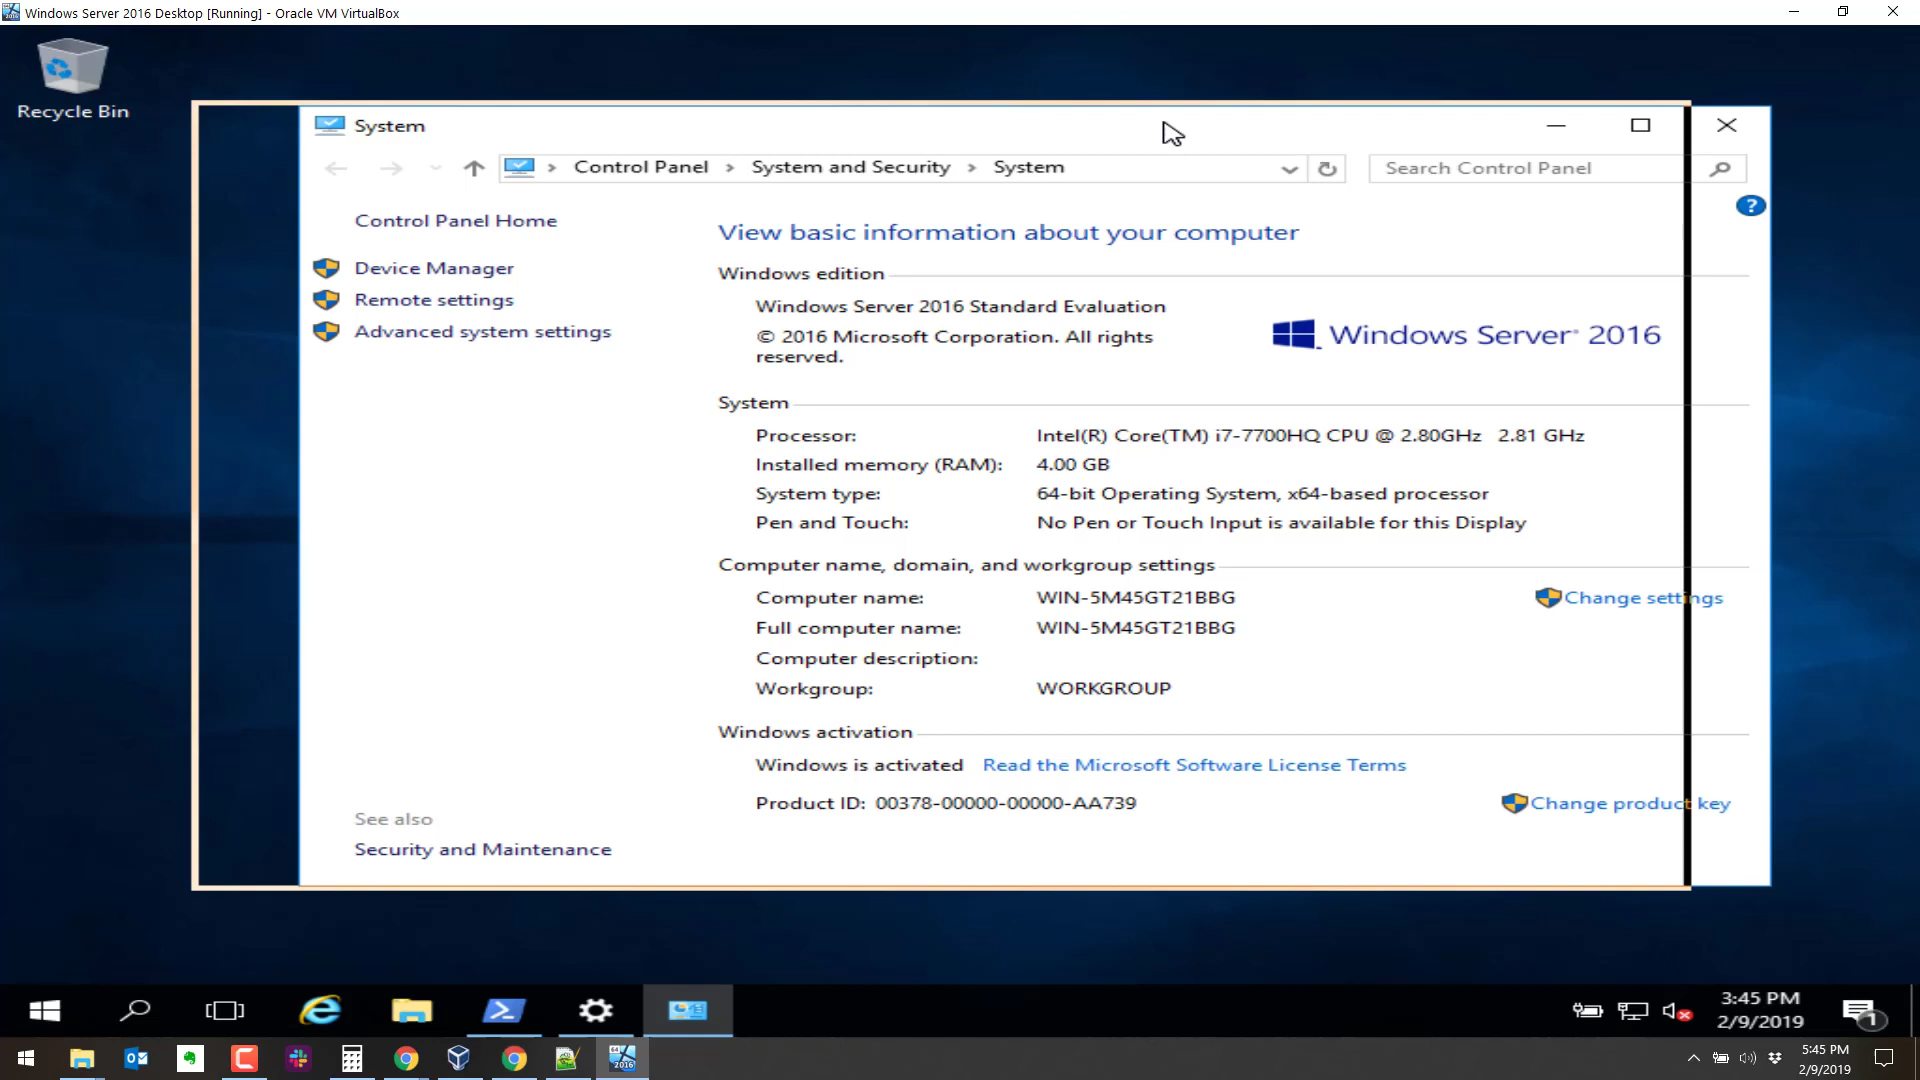 Windows Server 2016 Desktop [Running] - Oracle VM VirtualBox
Recycle Bin
System
Control Panel > System and Security > System
Search Control Panel
?
Control Panel Home
Device Manager
Remote settings
Advanced system settings
View basic information about your computer
Windows edition
Windows Server 2016 Standard Evaluation
© 2016 Microsoft Corporation. All rights
reserved.
Windows Server® 2016
System
Processor: Intel(R) Core(TM) i7-7700HQ CPU @ 2.80GHz 2.81 GHz
Installed memory (RAM): 4.00 GB
System type: 64-bit Operating System, x64-based processor
Pen and Touch: No Pen or Touch Input is available for this Display
Computer name, domain, and workgroup settings
Computer name: WIN-5M45GT21BBG
Change settings
Full computer name: WIN-5M45GT21BBG
Computer description:
Workgroup: WORKGROUP
Windows activation
Windows is activated Read the Microsoft Software License Terms
Product ID: 00378-00000-00000-AA739
Change product key
See also
Security and Maintenance
3:45 PM
2/9/2019
1
2016
5:45 PM
2/9/2019